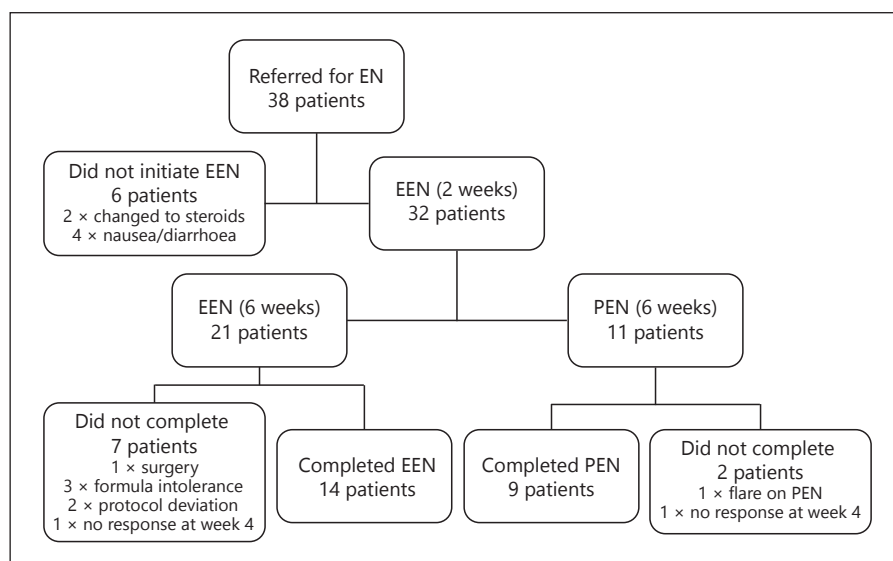 Referred for EN
38 patients
Did not initiate EEN
6 patients
2 × changed to steroids
4 × nausea/diarrhoea
EEN (2 weeks)
32 patients
EEN (6 weeks)
21 patients
PEN (6 weeks)
11 patients
Did not complete
7 patients
1 × surgery
3 × formula intolerance
2 × protocol deviation
1 × no response at week 4
Completed EEN
14 patients
Completed PEN
9 patients
Did not complete
2 patients
1 × flare on PEN
1 × no response at week 4